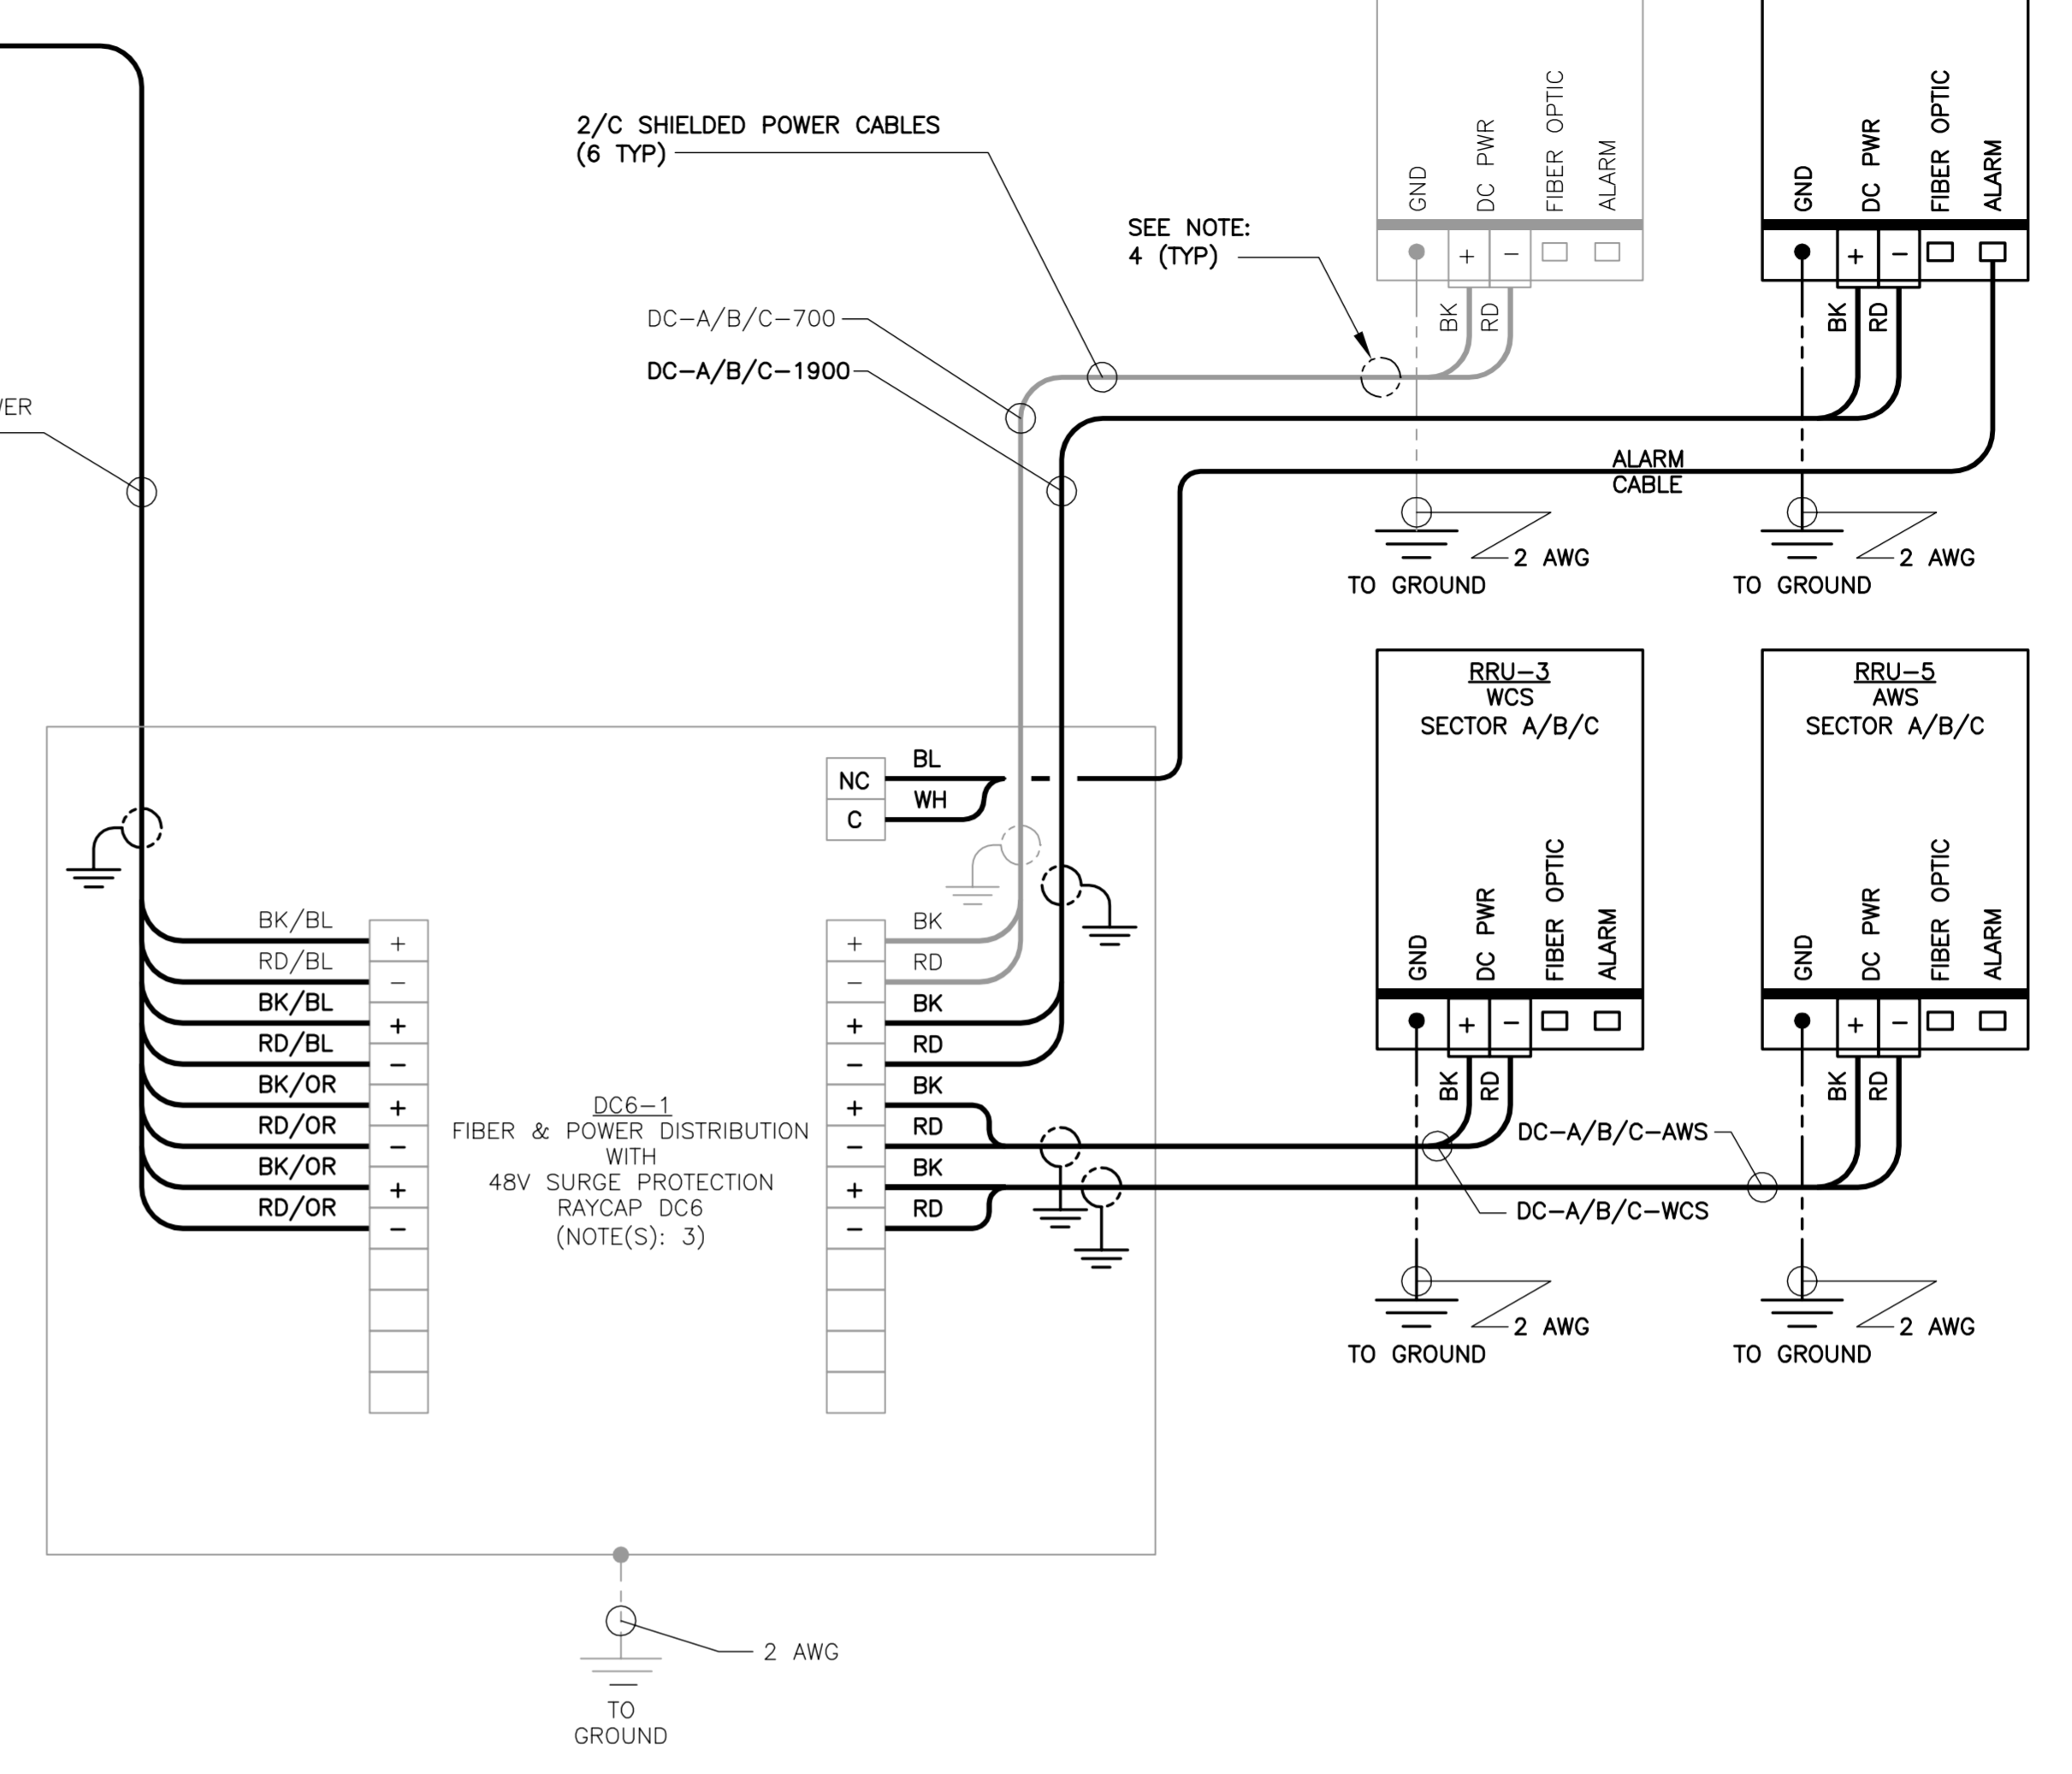 2/C SHIELDED POWER CABLES
(6 TYP)
SEE NOTE:
4 (TYP)
DC-A/B/C-700
DC-A/B/C-1900
GND
DC PWR
FIBER OPTIC
ALARM
+
-
BK
RD
GND
DC PWR
FIBER OPTIC
ALARM
+
-
BK
RD
ALARM
CABLE
2 AWG
TO GROUND
2 AWG
TO GROUND
RRU-3
WCS
SECTOR A/B/C
GND
DC PWR
FIBER OPTIC
ALARM
+
-
BK
RD
RRU-5
AWS
SECTOR A/B/C
GND
DC PWR
FIBER OPTIC
ALARM
+
-
BK
RD
DC-A/B/C-AWS
DC-A/B/C-WCS
2 AWG
TO GROUND
2 AWG
TO GROUND
NC
BL
C
WH
BK/BL
+
RD/BL
-
BK/BL
+
RD/BL
-
BK/OR
+
RD/OR
-
BK/OR
+
RD/OR
-
DC6-1
FIBER & POWER DISTRIBUTION
WITH
48V SURGE PROTECTION
RAYCAP DC6
(NOTE(S): 3)
+
BK
-
RD
+
BK
-
RD
+
BK
-
RD
+
BK
-
RD
2 AWG
TO
GROUND